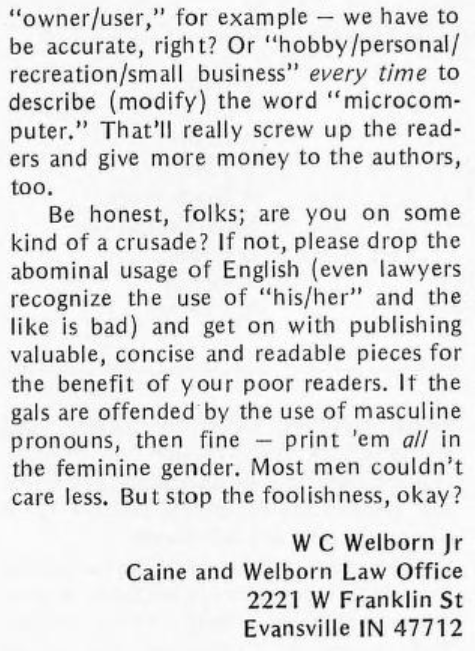 "owner/user," for example — we have to
be accurate, right? Or "hobby/personal/
recreation/small business" every time to
describe (modify) the word "microcom-
puter." That'll really screw up the read-
ers and give more money to the authors,
too.
Be honest, folks; are you on some
kind of a crusade? If not, please drop the
abominal usage of English (even lawyers
recognize the use of "his/her" and the
like is bad) and get on with publishing
valuable, concise and readable pieces for
the benefit of your poor readers. If the
gals are offended by the use of masculine
pronouns, then fine — print 'em all in
the feminine gender. Most men couldn't
care less. But stop the foolishness, okay?
W C Welborn Jr
Caine and Welborn Law Office
2221 W Franklin St
Evansville IN 47712